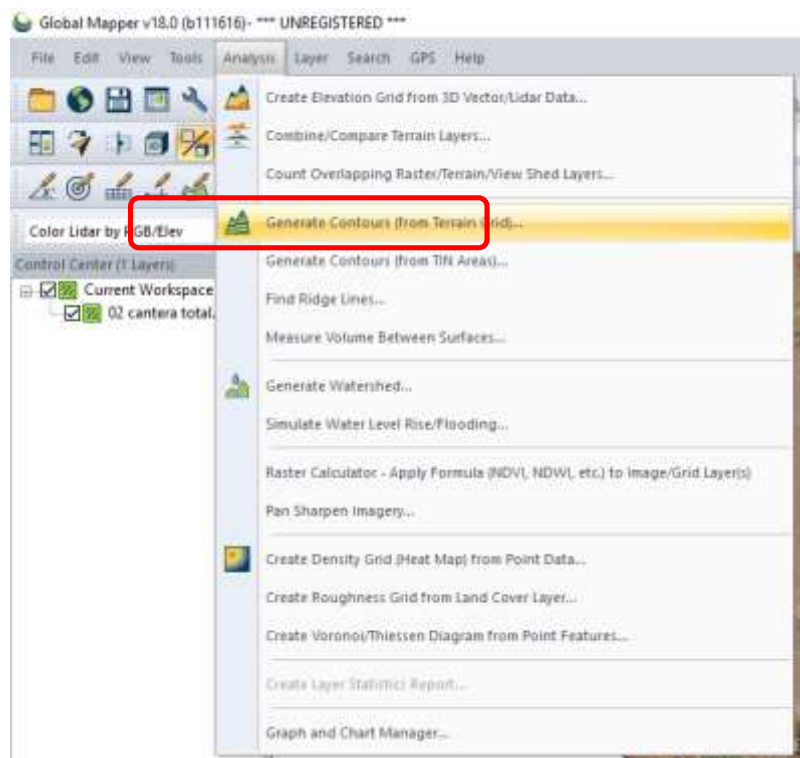 Global Mapper v18.0 (b111616)- *** UNREGISTERED ***
File Edit View Tools Analysis Layer Search GPS Help
Create Elevation Grid from 3D Vector/Lidar Data...
Combine/Compare Terrain Layers...
Count Overlapping Raster/Terrain/View Shed Layers...
Color Lidar by RGB/Elev
Generate Contours (from Terrain Grid)...
Control Center (1 Layers)
Generate Contours (from TIN Areas)...
Current Workspace
Find Ridge Lines...
02 cantera total.
Measure Volume Between Surfaces...
Generate Watershed...
Simulate Water Level Rise/Flooding...
Raster Calculator - Apply Formula (NDVI, NDWI, etc.) to Image/Grid Layer(s)
Pan Sharpen Imagery...
Create Density Grid (Heat Map) from Point Data...
Create Roughness Grid from Land Cover Layer...
Create Voronoi/Thiessen Diagram from Point Features...
Create Layer Statistics Report...
Graph and Chart Manager...